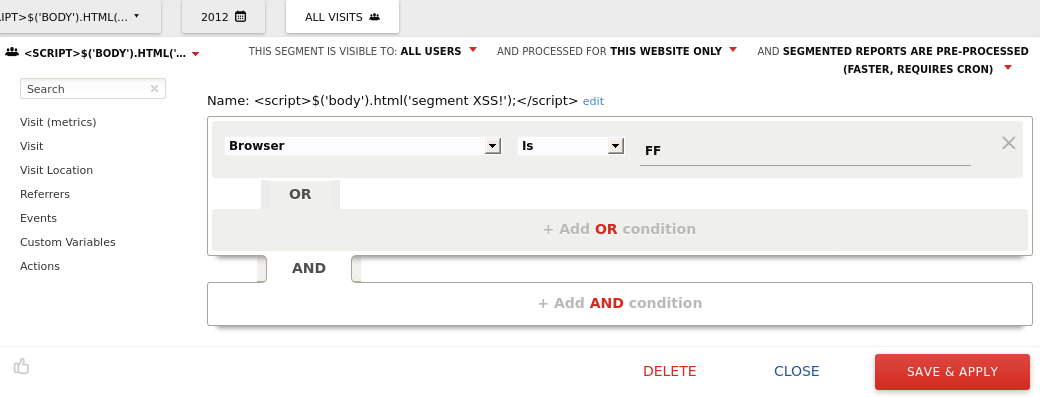 IPT>$('BODY').HTML(...
2012
ALL VISITS
<SCRIPT>$('BODY').HTML('...
THIS SEGMENT IS VISIBLE TO: ALL USERS
AND PROCESSED FOR THIS WEBSITE ONLY
AND SEGMENTED REPORTS ARE PRE-PROCESSED
(FASTER, REQUIRES CRON)
Search
Visit (metrics)
Visit
Visit Location
Referrers
Events
Custom Variables
Actions
Name: <script>$('body').html('segment XSS!');</script> edit
Browser
Is
FF
OR
+ Add OR condition
AND
+ Add AND condition
DELETE
CLOSE
SAVE & APPLY